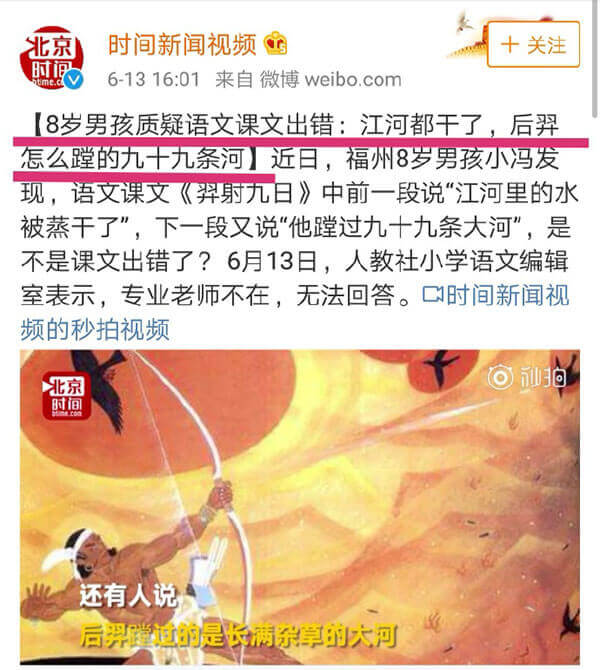 北京
时间
btime.com
时间新闻视频
6-13 16:01 来自 微博 weibo.com
+ 关注
【8岁男孩质疑语文课文出错：江河都干了，后羿
怎么蹚的九十九条河】近日，福州8岁男孩小冯发
现，语文课文《羿射九日》中前一段说“江河里的水
被蒸干了”，下一段又说“他蹚过九十九条大河”，是
不是课文出错了？ 6月13日，人教社小学语文编辑
室表示，专业老师不在，无法回答。时间新闻视
频的秒拍视频
北京
时间
btime.com
秒拍
还有人说，
后羿蹚过的是长满杂草的大河